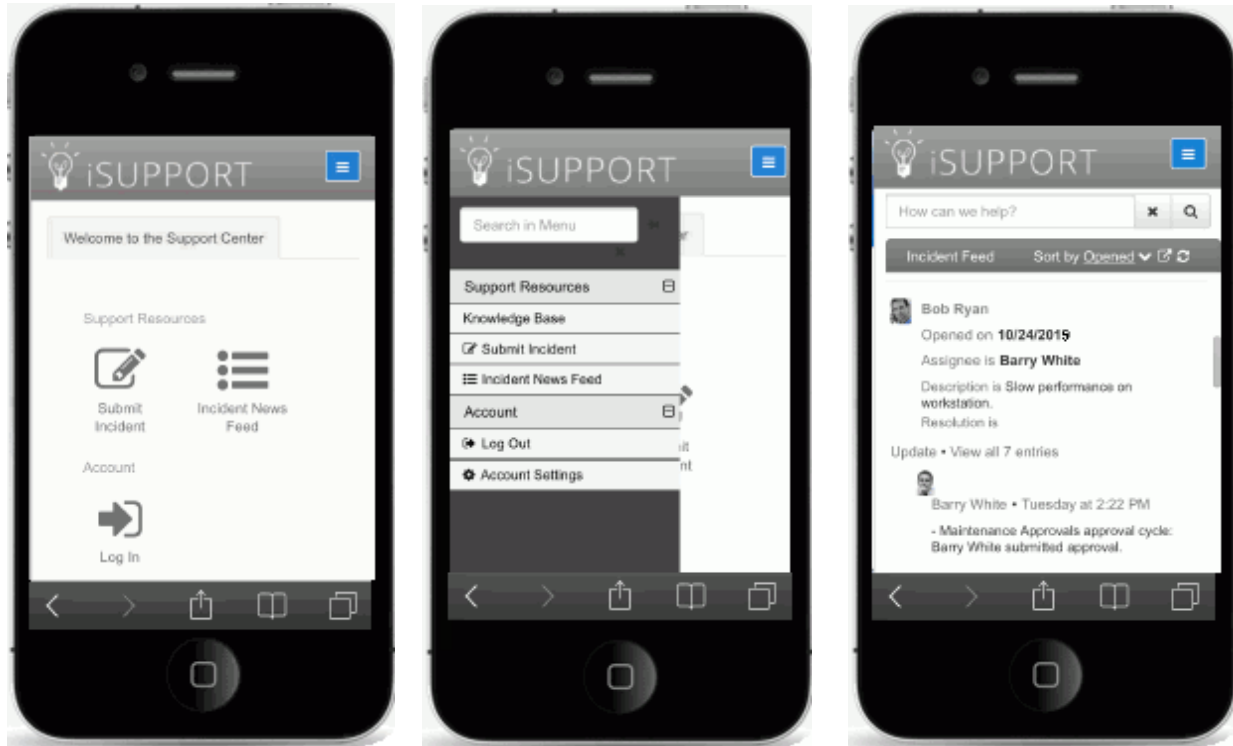 iSUPPORT
Welcome to the Support Center
Support Resources
Submit
Incident
Incident News
Feed
Account
Log In
iSUPPORT
Search in Menu
Support Resources
Knowledge Base
Submit Incident
Incident News Feed
Account
Log Out
Account Settings
er
it
nt
iSUPPORT
How can we help?
Incident Feed Sort by Opened
Bob Ryan
Opened on 10/24/2015
Assignee is Barry White
Description is Slow performance on
workstation.
Resolution is
Update • View all 7 entries
Barry White • Tuesday at 2:22 PM
- Maintenance Approvals approval cycle:
Barry White submitted approval.